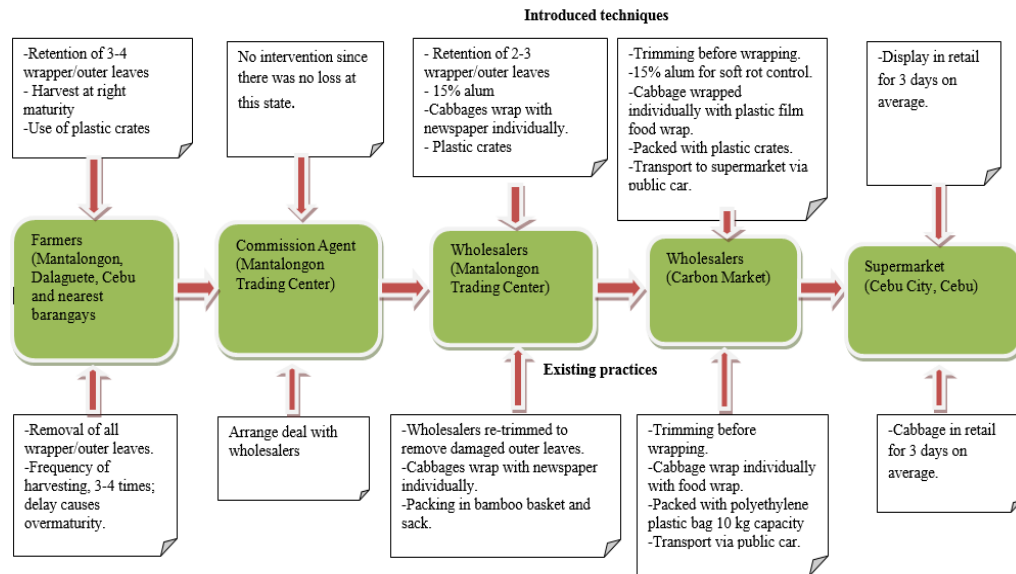 Introduced techniques
-Retention of 3-4
wrapper/outer leaves
- Harvest at right
maturity
-Use of plastic crates
No intervention since
there was no loss at
this state.
- Retention of 2-3
wrapper/outer leaves
- 15% alum
-Cabbages wrap with
newspaper individually.
- Plastic crates
-Trimming before wrapping.
-15% alum for soft rot control.
-Cabbage wrapped
individually with plastic film
food wrap.
-Packed with plastic crates.
-Transport to supermarket via
public car.
-Display in retail
for 3 days on
average.
Farmers
(Mantalongon,
Dalaguete, Cebu
and nearest
barangays
Commission Agent
(Mantalongon
Trading Center)
Wholesalers
(Mantalongon
Trading Center)
Wholesalers
(Carbon Market)
Supermarket
(Cebu City, Cebu)
Existing practices
-Removal of all
wrapper/outer leaves.
-Frequency of
harvesting, 3-4 times;
delay causes
overmaturity.
Arrange deal with
wholesalers
-Wholesalers re-trimmed to
remove damaged outer leaves.
-Cabbages wrap with newspaper
individually.
-Packing in bamboo basket and
sack.
-Trimming before
wrapping.
-Cabbage wrap individually
with food wrap.
-Packed with polyethylene
plastic bag 10 kg capacity
-Transport via public car.
-Cabbage in retail
for 3 days on
average.